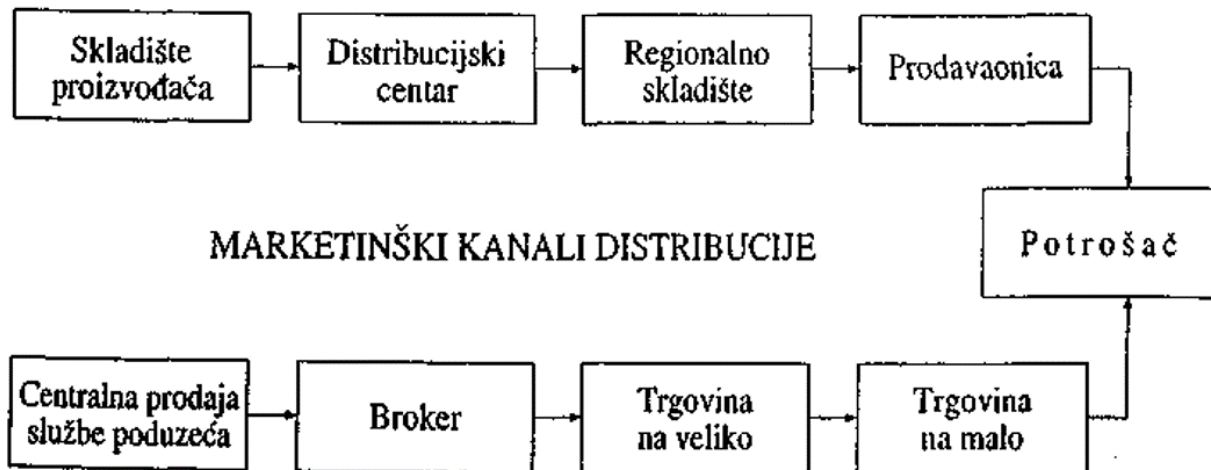 Skladište
proizvođača
Distribucijski
centar
Regionalno
skladište
Prodavaonica
MARKETINŠKI KANALI DISTRIBUCIJE
Potrošač
Centralna prodaja
službe poduzeća
Broker
Trgovina
na veliko
Trgovina
na malo